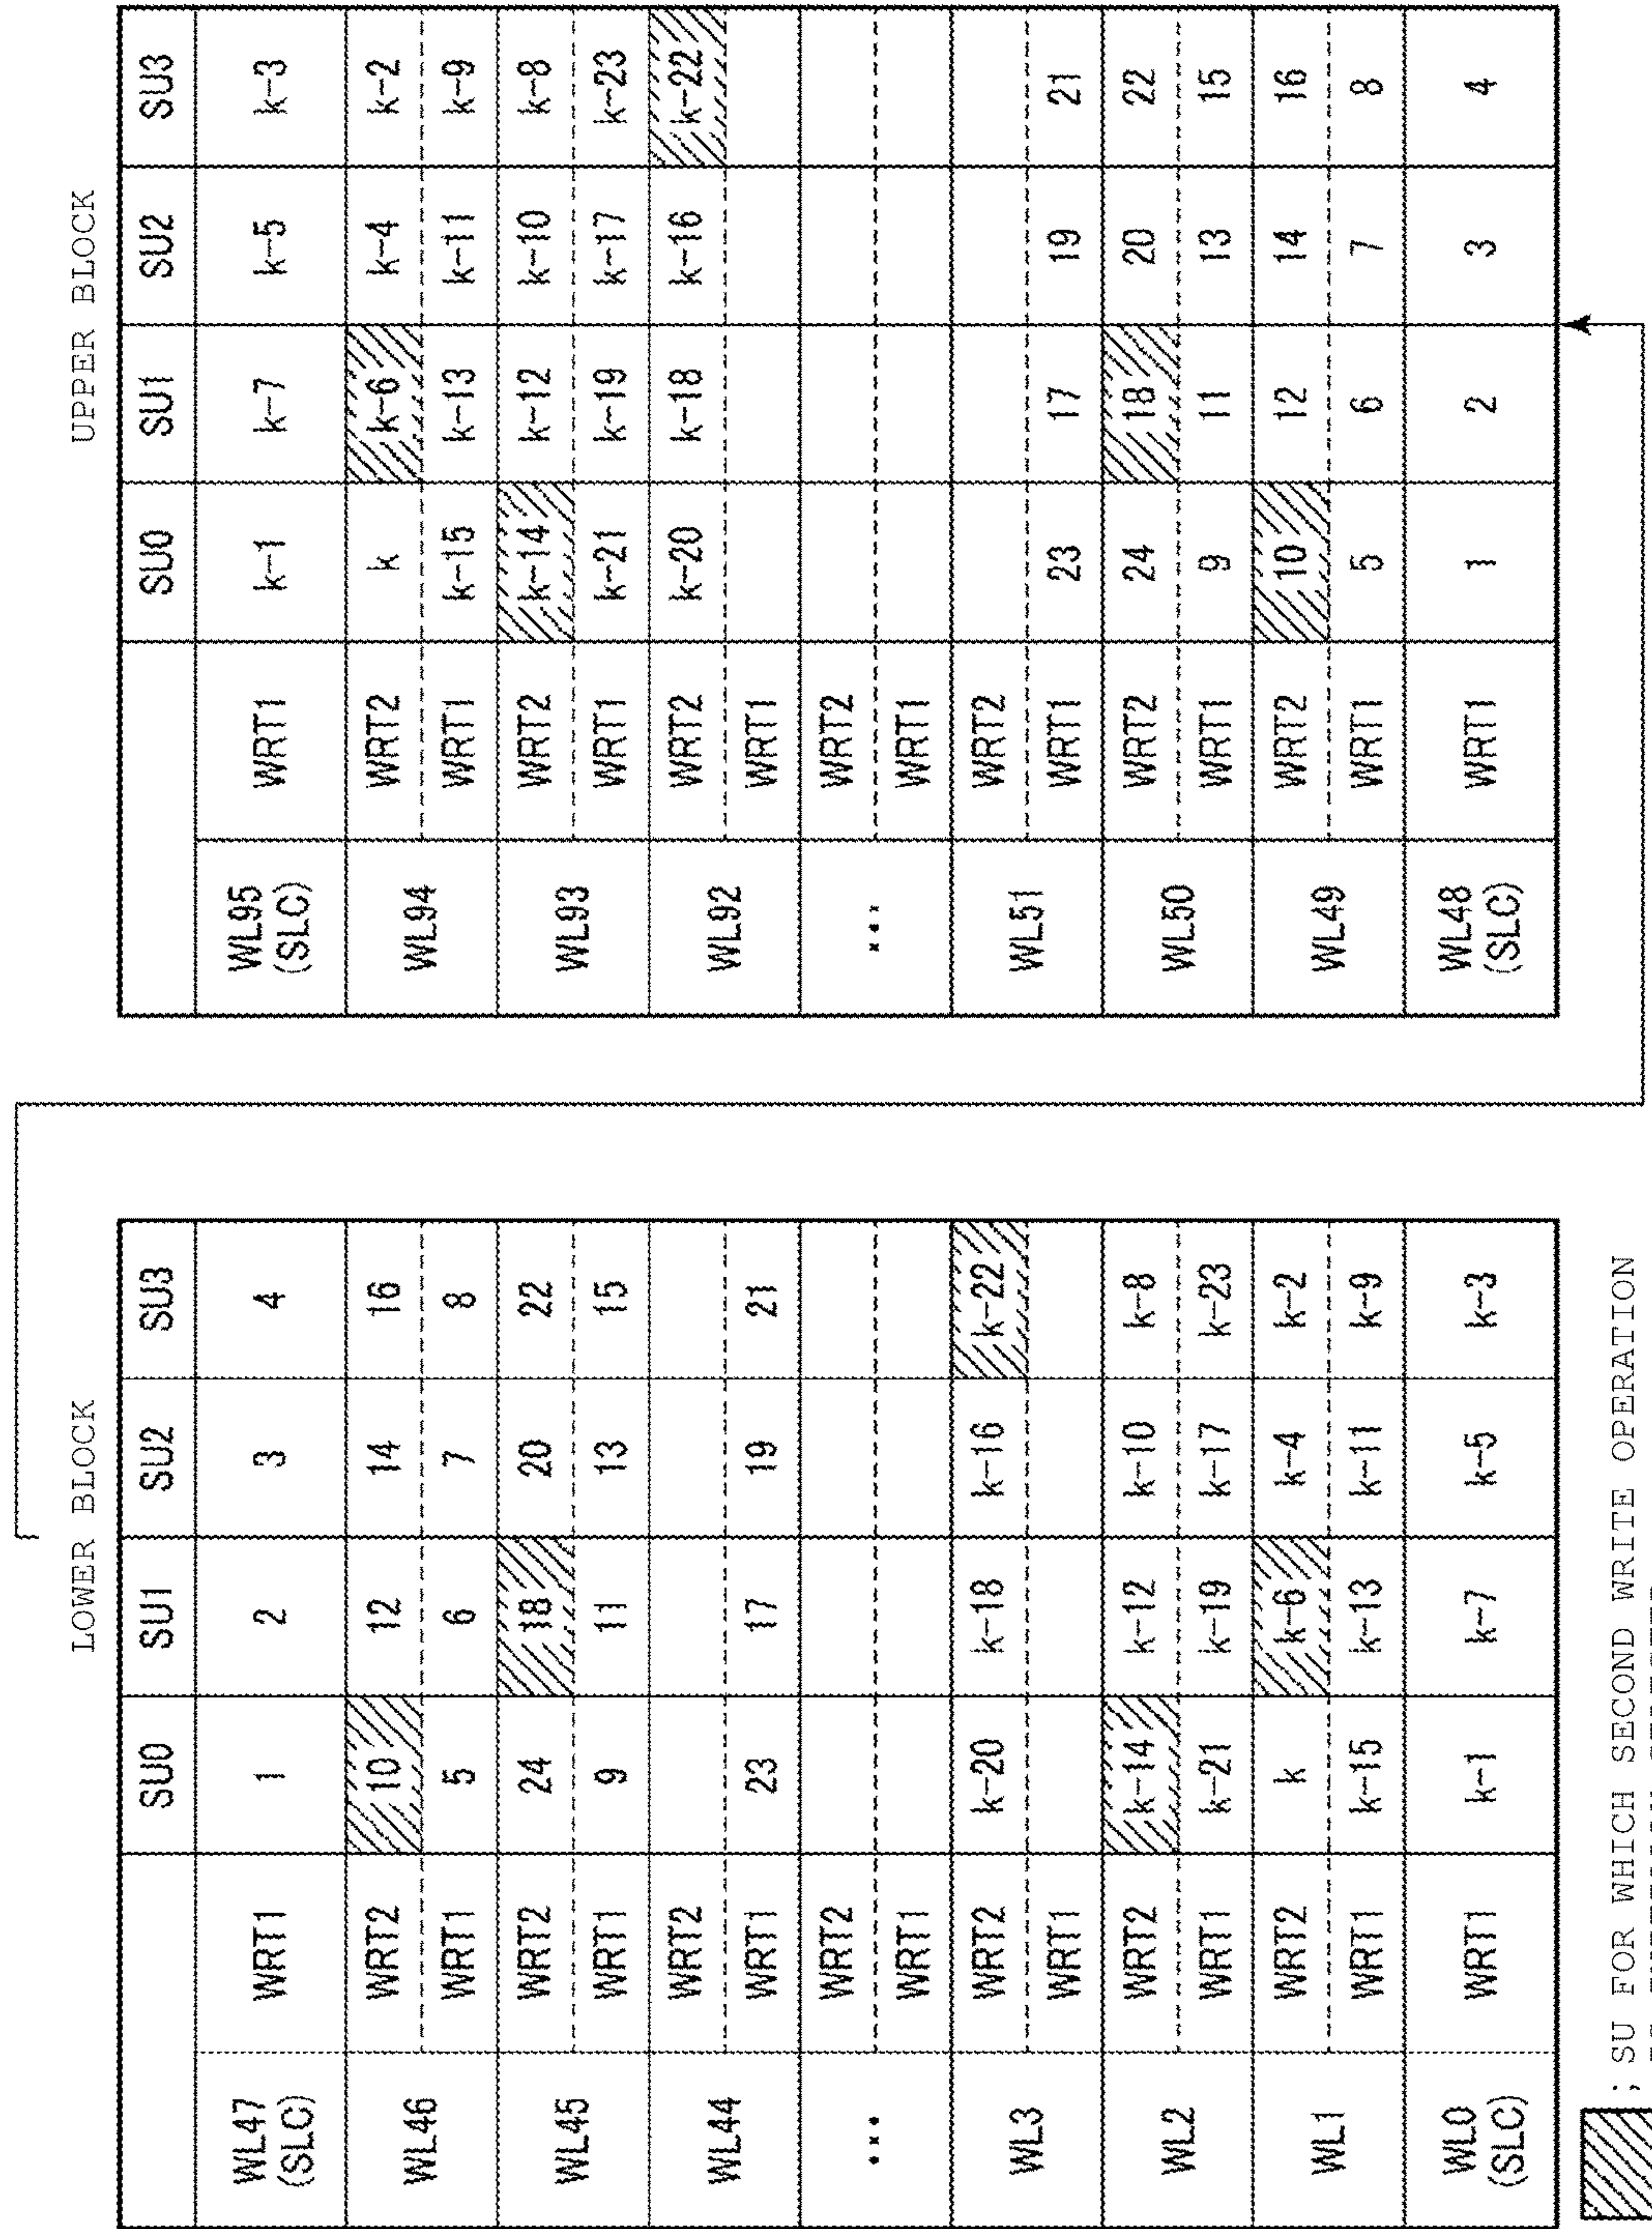 LOWER BLOCK
SU0 SU1 SU2 SU3
WL47 (SLC) WRT1 1 2 3 4
WL46 WRT2 10 12 14 16
WRT1 5 6 7 8
WL45 WRT2 24 18 20 22
WRT1 9 11 13 15
WL44 WRT2
WRT1 23 17 19 21
... WRT2
WRT1
WL3 WRT2 k-20 k-18 k-16 k-22
WRT1
WL2 WRT2 k-14 k-12 k-10 k-8
WRT1 k-21 k-19 k-17 k-23
WL1 WRT2 k k-6 k-4 k-2
WRT1 k-15 k-13 k-11 k-9
WL0 (SLC) WRT1 k-1 k-7 k-5 k-3
; SU FOR WHICH SECOND WRITE OPERATION
UPPER BLOCK
SU0 SU1 SU2 SU3
WL95 (SLC) WRT1 k-1 k-7 k-5 k-3
WL94 WRT2 k k-6 k-4 k-2
WRT1 k-15 k-13 k-11 k-9
WL93 WRT2 k-14 k-12 k-10 k-8
WRT1 k-21 k-19 k-17 k-23
WL92 WRT2 k-20 k-18 k-16 k-22
WRT1
... WRT2
WRT1
WL51 WRT2
WRT1 23 17 19 21
WL50 WRT2 24 18 20 22
WRT1 9 11 13 15
WL49 WRT2 10 12 14 16
WRT1 5 6 7 8
WL48 (SLC) WRT1 1 2 3 4